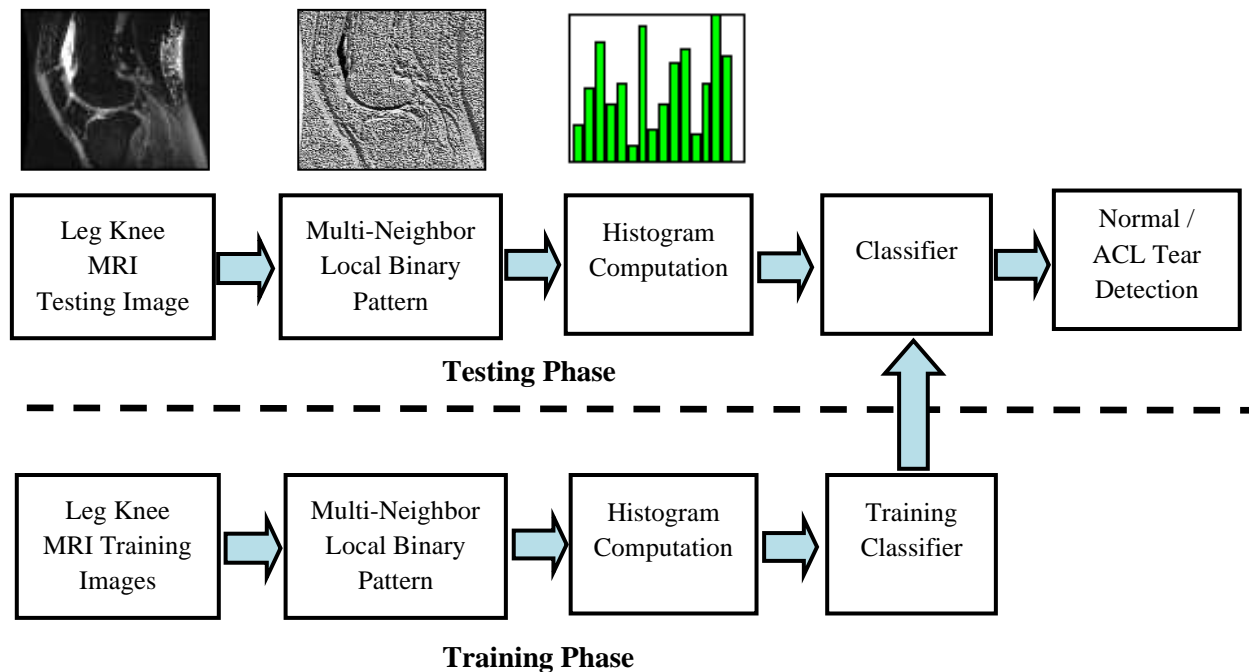 Leg Knee
MRI
Testing Image
Multi-Neighbor
Local Binary
Pattern
Histogram
Computation
Classifier
Normal /
ACL Tear
Detection
Testing Phase
Leg Knee
MRI Training
Images
Multi-Neighbor
Local Binary
Pattern
Histogram
Computation
Training
Classifier
Training Phase